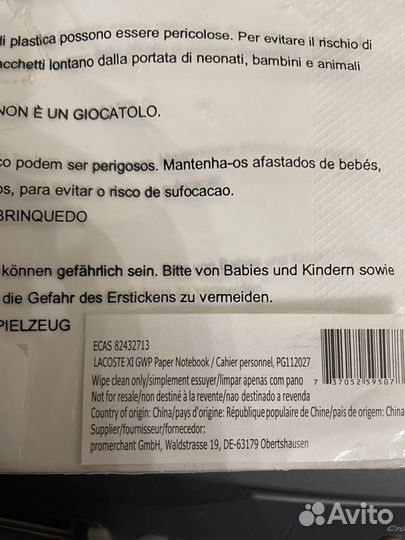 di plastica possono essere pericolose. Per evitare il rischio di
acchetti lontano dalla portata di neonati, bambini e animali
NON È UN GIOCATOLO.
co podem ser perigosos. Mantenha-os afastados de bebés,
os, para evitar o risco de sufocacao.
BRINQUEDO
können gefährlich sein. Bitte von Babies und Kindern sowie
die Gefahr des Erstickens zu vermeiden.
PIELZEUG
ECAS 82432713
LACOSTE XI GWP Paper Notebook / Cahier personnel, PG112027
Wipe clean only/simplement essuyer/limpar apenas com pano
Not for resale/non destiné à la revente/nao destinado a revenda
Country of origin: China/pays d'origine: République populaire de Chine/pais de origem: China
Supplier/fournisseur/fornecedor:
promerchant GmbH, Waldstrasse 19, DE-63179 Obertshausen
7 37052 59507
Avito